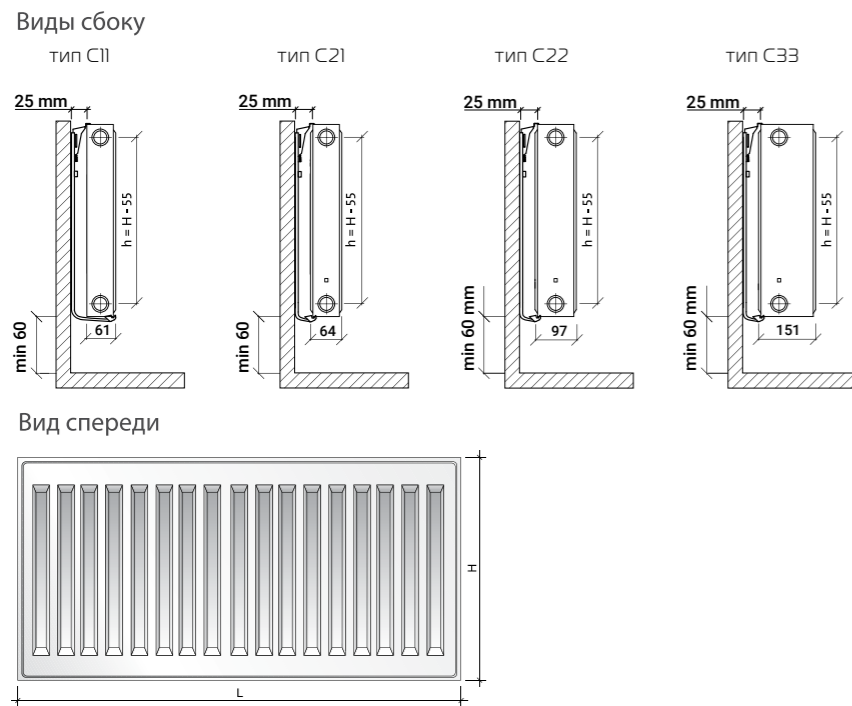 Виды сбоку
тип C11
тип C21
тип C22
тип C33
25 mm
25 mm
25 mm
25 mm
h = H - 55
h = H - 55
h = H - 55
h = H - 55
min 60
61
min 60
64
min 60 mm
97
min 60 mm
151
Вид спереди
H
L